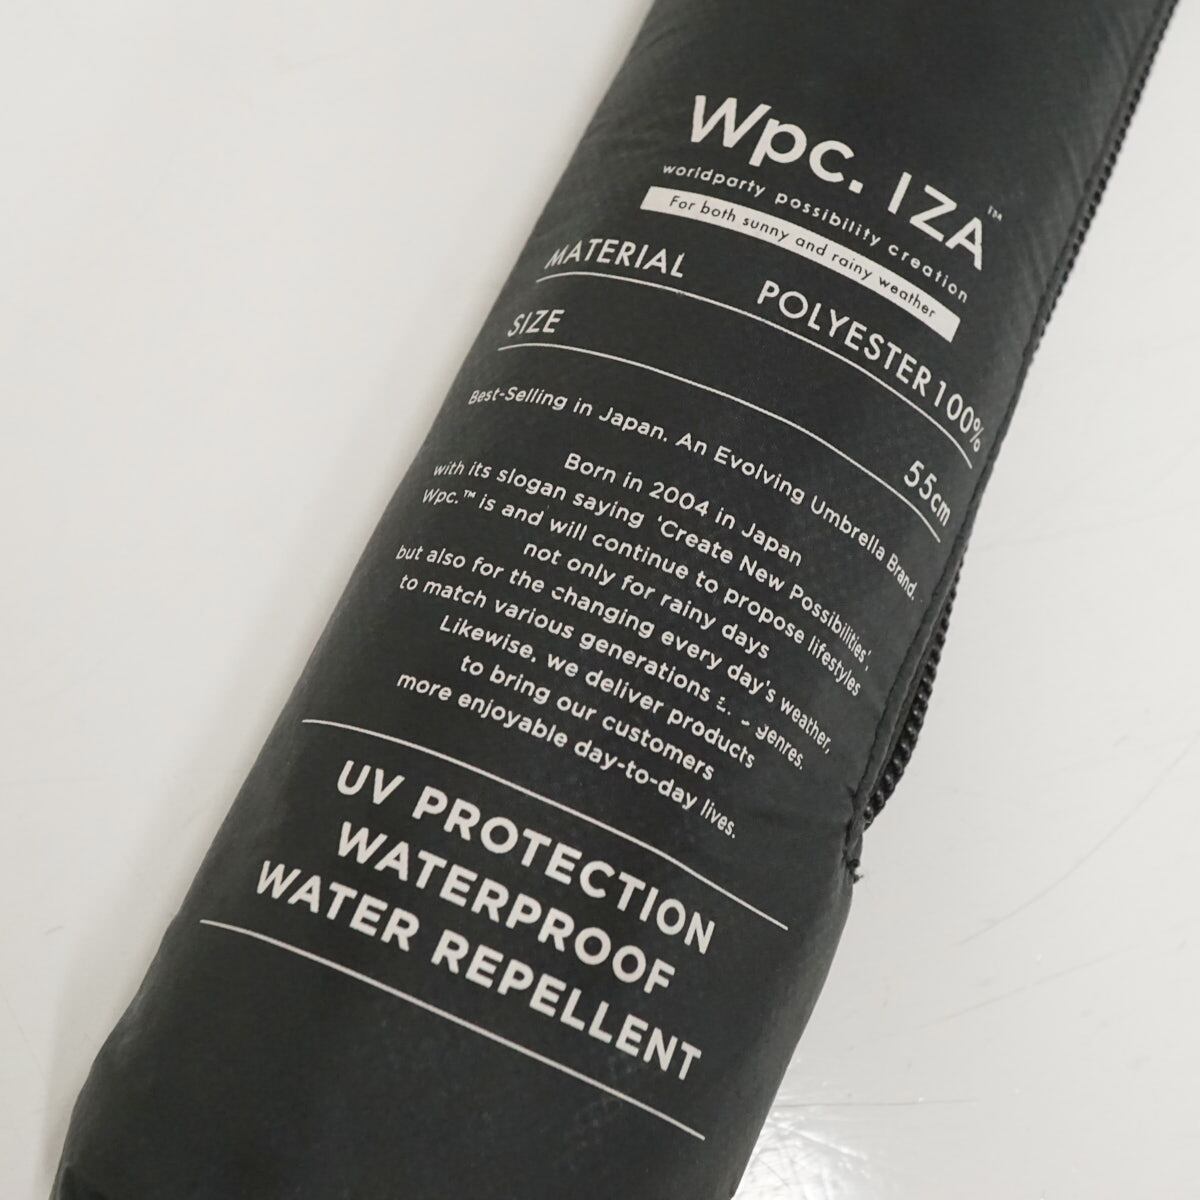 Wpc. IZA™
worldparty possibility creation
For both sunny and rainy weather
MATERIAL POLYESTER 100%
SIZE 55cm
Best-Selling in Japan. An Evolving Umbrella Brand.
Born in 2004 in Japan
with its slogan saying 'Create New Possibilities',
Wpc.™ is and will continue to propose lifestyles
not only for rainy days
but also for the changing every day's weather,
to match various generations genres.
Likewise, we deliver products
to bring our customers
more enjoyable day-to-day lives.
UV PROTECTION
WATERPROOF
WATER REPELLENT